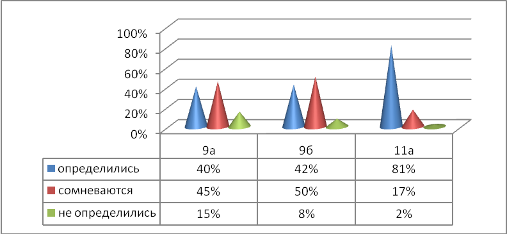 100%
80%
60%
40%
20%
0%
9а 9б 11а
определились 40% 42% 81%
сомневаются 45% 50% 17%
не определились 15% 8% 2%